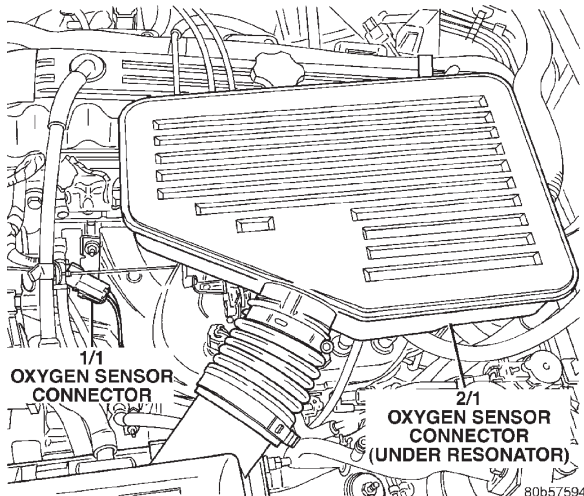 1/1
OXYGEN SENSOR
CONNECTOR
2/1
OXYGEN SENSOR
CONNECTOR
(UNDER RESONATOR)
80b57594